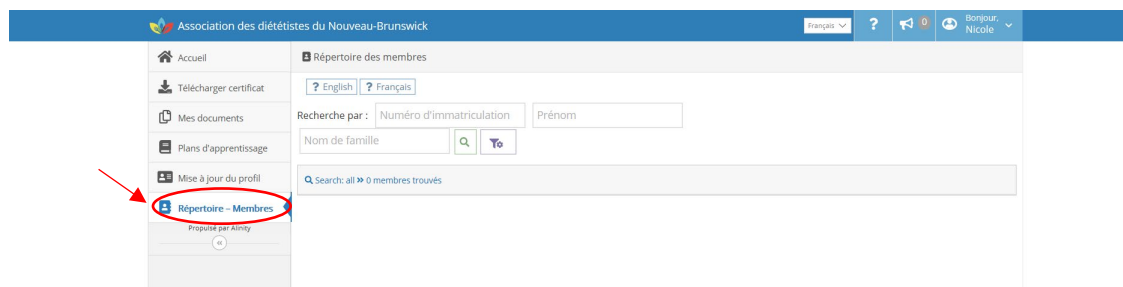 Association des diététistes du Nouveau-Brunswick
Français
?
0
Bonjour,
Nicole
Accueil
Télécharger certificat
Mes documents
Plans d'apprentissage
Mise à jour du profil
Répertoire – Membres
Propulsé par Alinity
«
Répertoire des membres
? English ? Français
Recherche par : Numéro d'immatriculation Prénom
Nom de famille
Search: all » 0 membres trouvés